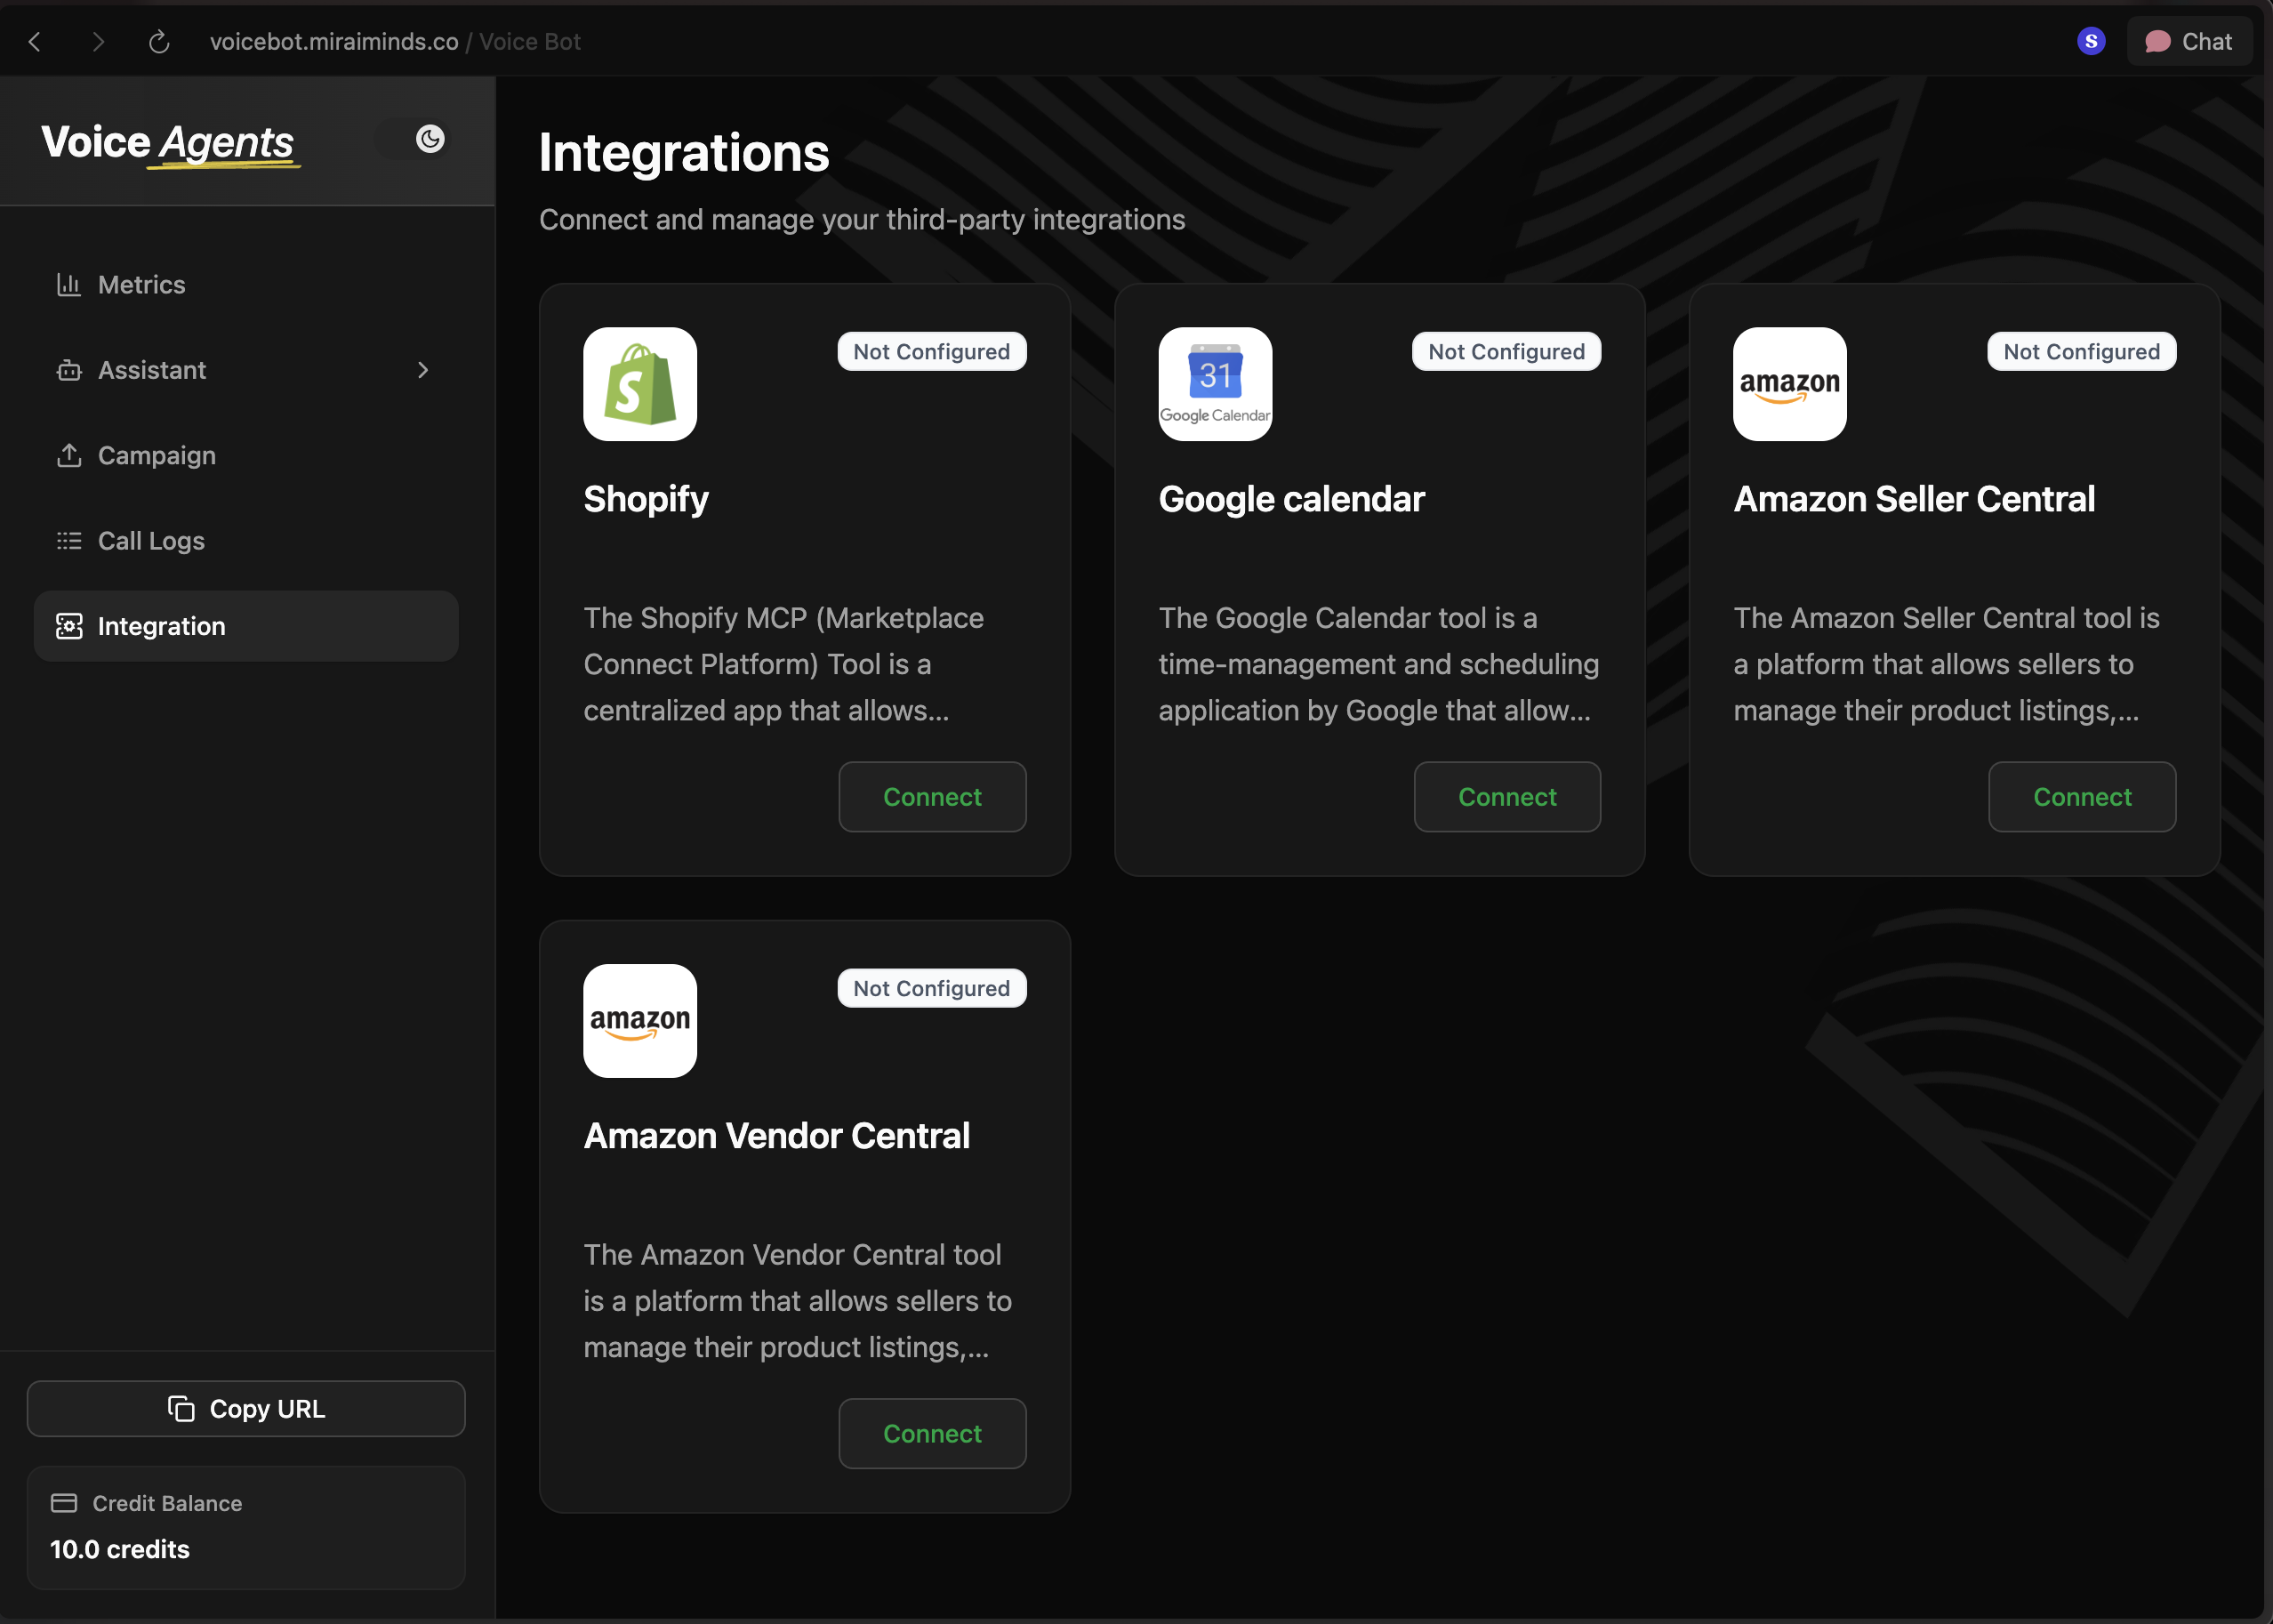 voicebot.miraiminds.co / Voice Bot
S
Chat
Voice Agents
Metrics
Assistant
Campaign
Call Logs
Integration
Copy URL
Credit Balance
10.0 credits
Integrations
Connect and manage your third-party integrations
S
Not Configured
Shopify
The Shopify MCP (Marketplace
Connect Platform) Tool is a
centralized app that allows...
Connect
31
Google Calendar
Not Configured
Google calendar
The Google Calendar tool is a
time-management and scheduling
application by Google that allow...
Connect
amazon
Not Configured
Amazon Seller Central
The Amazon Seller Central tool is
a platform that allows sellers to
manage their product listings,...
Connect
amazon
Not Configured
Amazon Vendor Central
The Amazon Vendor Central tool
is a platform that allows sellers to
manage their product listings,...
Connect